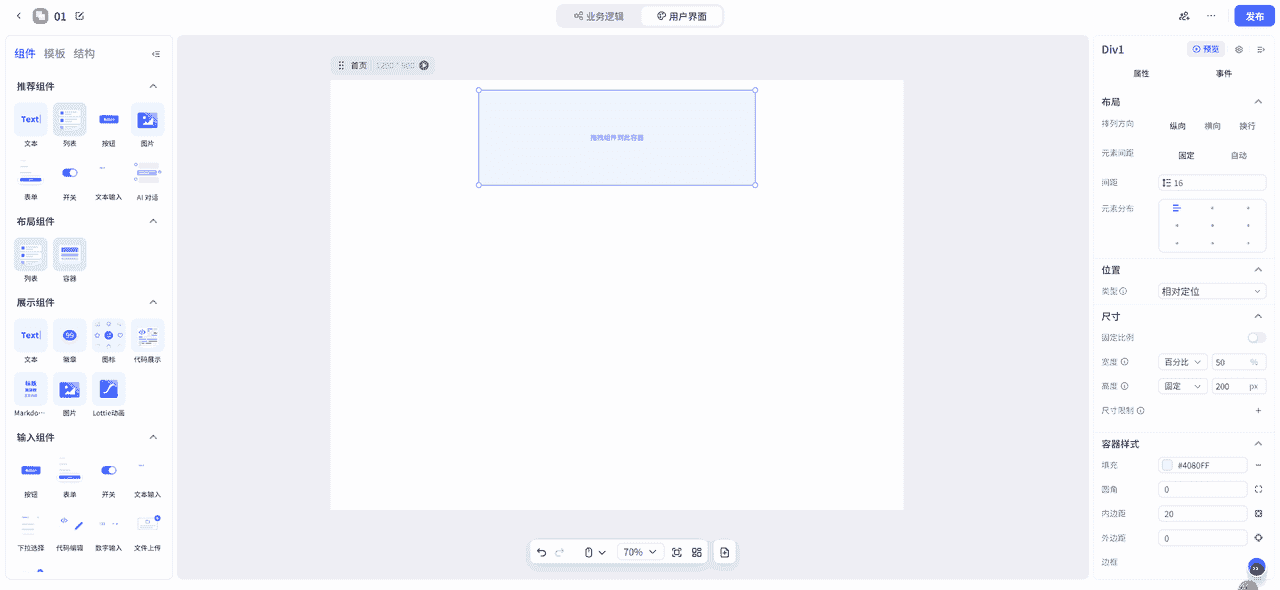 01
业务逻辑
用户界面
发布
组件 模板 结构
推荐组件
Text
文本 列表 按钮 图片
表单 开关 文本输入 AI 对话
布局组件
列表 容器
展示组件
Text 99
文本 徽章 图标 代码展示
Markdo··· 图片 Lottie动画
输入组件
按钮 表单 开关 文本输入
下拉选择 代码编辑 数字输入 文件上传
首页
拖拽组件到此容器
70%
Div1
预览
属性 事件
布局
排列方向 纵向 横向 换行
元素间距 固定 自动
间距 16
元素分布
位置
类型 相对定位
尺寸
固定比例
宽度 百分比 50 %
高度 固定 200 px
尺寸限制
容器样式
填充 #4080FF
圆角 0
内边距 20
外边距 0
边框